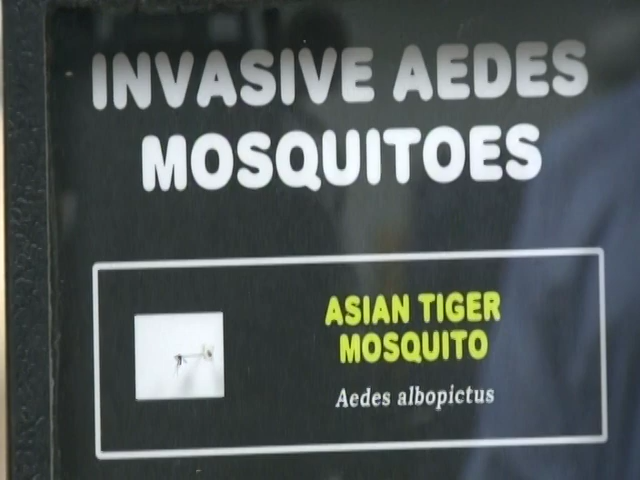 INVASIVE AEDES
MOSQUITOES
ASIAN TIGER
MOSQUITO
Aedes albopictus